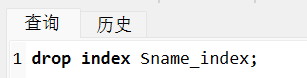 查询 历史
1 drop index Sname_index;